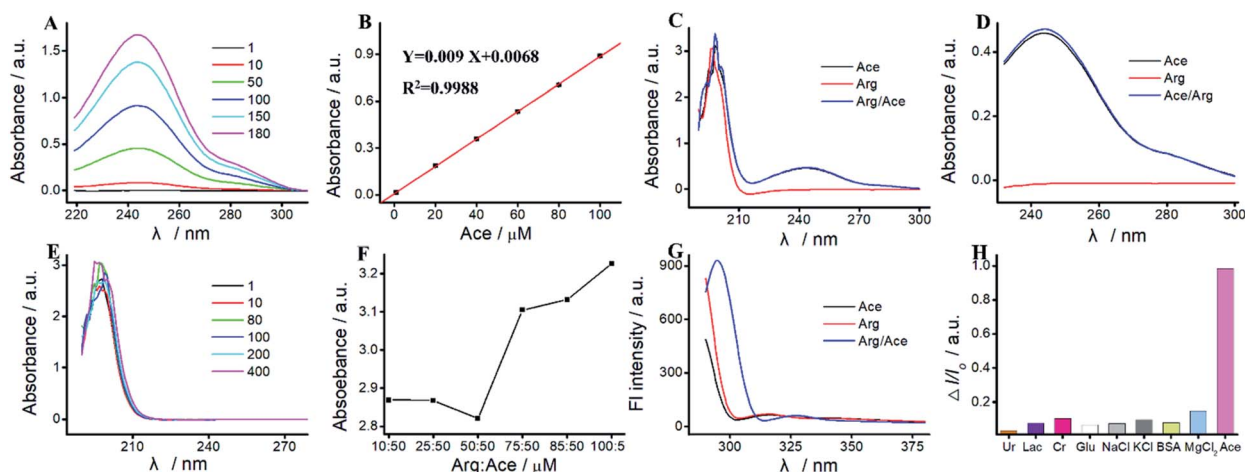 A
Absorbance / a.u.
1.5
1.0
0.5
0.0
220 240 260 280 300
λ / nm
1
10
50
100
150
180
B
Absorbance / a.u.
0.9
0.6
0.3
0.0
0 20 40 60 80 100
Ace / μM
Y=0.009 X+0.0068
R²=0.9988
C
Absorbance / a.u.
3
2
1
0
210 240 270 300
λ / nm
Ace
Arg
Arg/Ace
D
Absorbance / a.u.
0.4
0.2
0.0
240 260 280 300
λ / nm
Ace
Arg
Ace/Arg
E
Absorbance / a.u.
3
2
1
0
210 240 270
λ / nm
1
10
80
100
200
400
F
Absoebance / a.u.
3.2
3.1
3.0
2.9
2.8
10:50 25:50 50:50 75:50 85:50 100:5
Arg:Ace / μM
G
FI intensity / a.u.
900
600
300
0
300 325 350 375
λ / nm
Ace
Arg
Arg/Ace
H
△ I/Iₒ / a.u.
1.0
0.8
0.6
0.4
0.2
Ur Lac Cr Glu NaCl KCl BSA MgCl₂ Ace